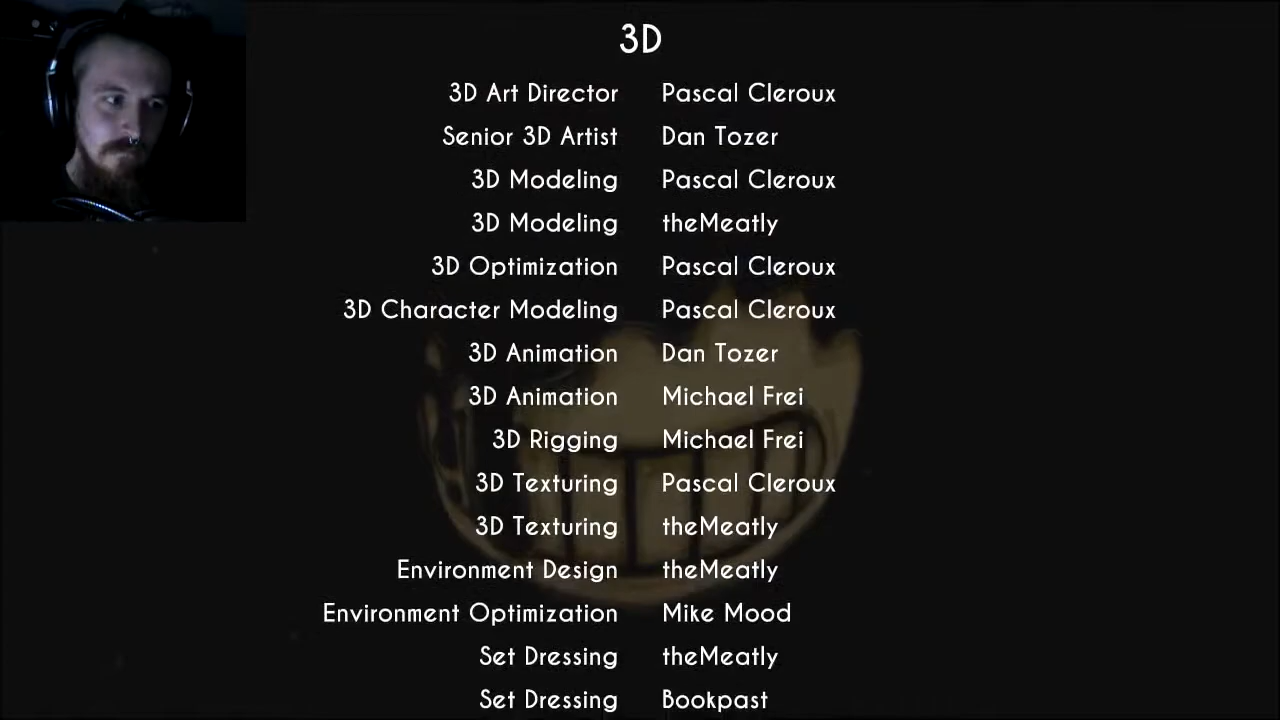 3D
3D Art Director Pascal Cleroux
Senior 3D Artist Dan Tozer
3D Modeling Pascal Cleroux
3D Modeling theMeatly
3D Optimization Pascal Cleroux
3D Character Modeling Pascal Cleroux
3D Animation Dan Tozer
3D Animation Michael Frei
3D Rigging Michael Frei
3D Texturing Pascal Cleroux
3D Texturing theMeatly
Environment Design theMeatly
Environment Optimization Mike Mood
Set Dressing theMeatly
Set Dressing Bookpast